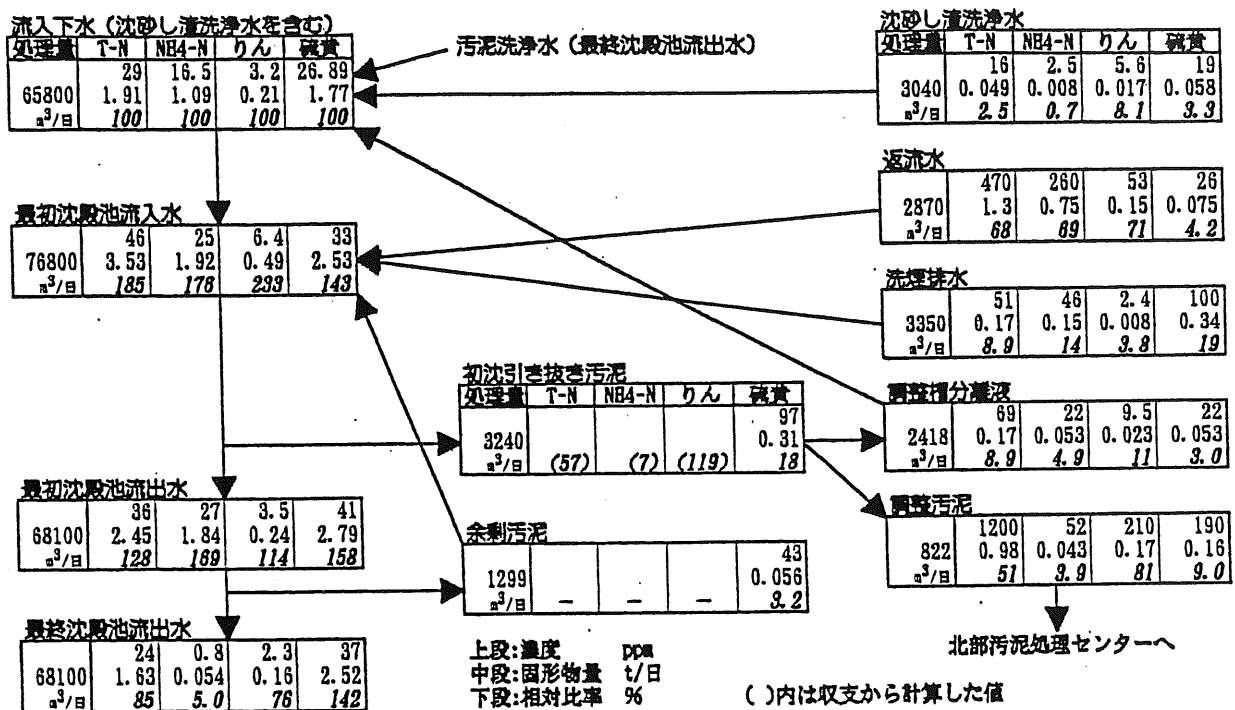 流入下水（沈砂し渣洗浄水を含む）
処理量 T-N NH4-N りん 硫黄
29 16.5 3.2 26.89
65800 1.91 1.09 0.21 1.77
m³/日 100 100 100 100
汚泥洗浄水（最終沈殿池流出水）
沈砂し渣洗浄水
処理量 T-N NH4-N りん 硫黄
16 2.5 5.6 19
3040 0.049 0.008 0.017 0.058
m³/日 2.5 0.7 8.1 3.3
返流水
470 260 53 26
2870 1.3 0.75 0.15 0.075
m³/日 68 69 71 4.2
最初沈殿池流入水
46 25 6.4 33
76800 3.53 1.92 0.49 2.53
m³/日 185 176 233 143
洗煙排水
51 46 2.4 100
3350 0.17 0.15 0.008 0.34
m³/日 8.9 14 3.8 19
初沈引き抜き汚泥
処理量 T-N NH4-N りん 硫黄
97
3240 0.31
m³/日 (57) (7) (119) 18
調整槽分離液
69 22 9.5 22
2418 0.17 0.053 0.023 0.053
m³/日 8.9 4.9 11 3.0
最初沈殿池流出水
36 27 3.5 41
68100 2.45 1.84 0.24 2.79
m³/日 128 169 114 158
余剰汚泥
43
1299 0.056
m³/日 － － － 3.2
調整汚泥
1200 52 210 190
822 0.98 0.043 0.17 0.16
m³/日 51 3.9 81 9.0
北部汚泥処理センターへ
最終沈殿池流出水
24 0.8 2.3 37
68100 1.63 0.054 0.16 2.52
m³/日 85 5.0 76 142
上段:濃度 ppm
中段:固形物量 t/日
下段:相対比率 %
( )内は収支から計算した値